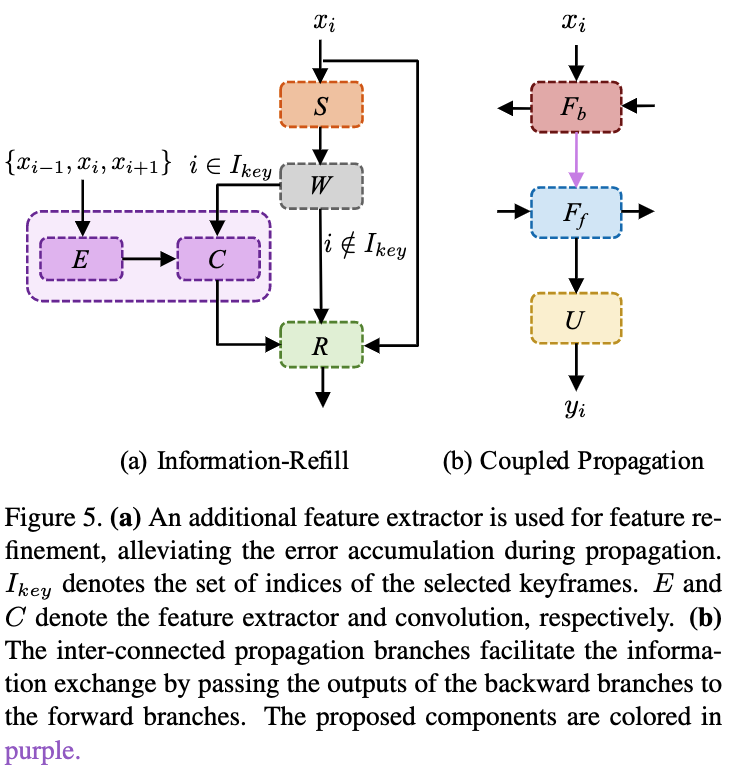 x_i
S
{x_{i−1}, x_i, x_{i+1}}
i ∈ I_{key}
W
E
C
i ∉ I_{key}
R
(a) Information-Refill
x_i
F_b
F_f
U
y_i
(b) Coupled Propagation
Figure 5. (a) An additional feature extractor is used for feature re-
finement, alleviating the error accumulation during propagation.
I_{key} denotes the set of indices of the selected keyframes. E and
C denote the feature extractor and convolution, respectively. (b)
The inter-connected propagation branches facilitate the informa-
tion exchange by passing the outputs of the backward branches to
the forward branches. The proposed components are colored in
purple.